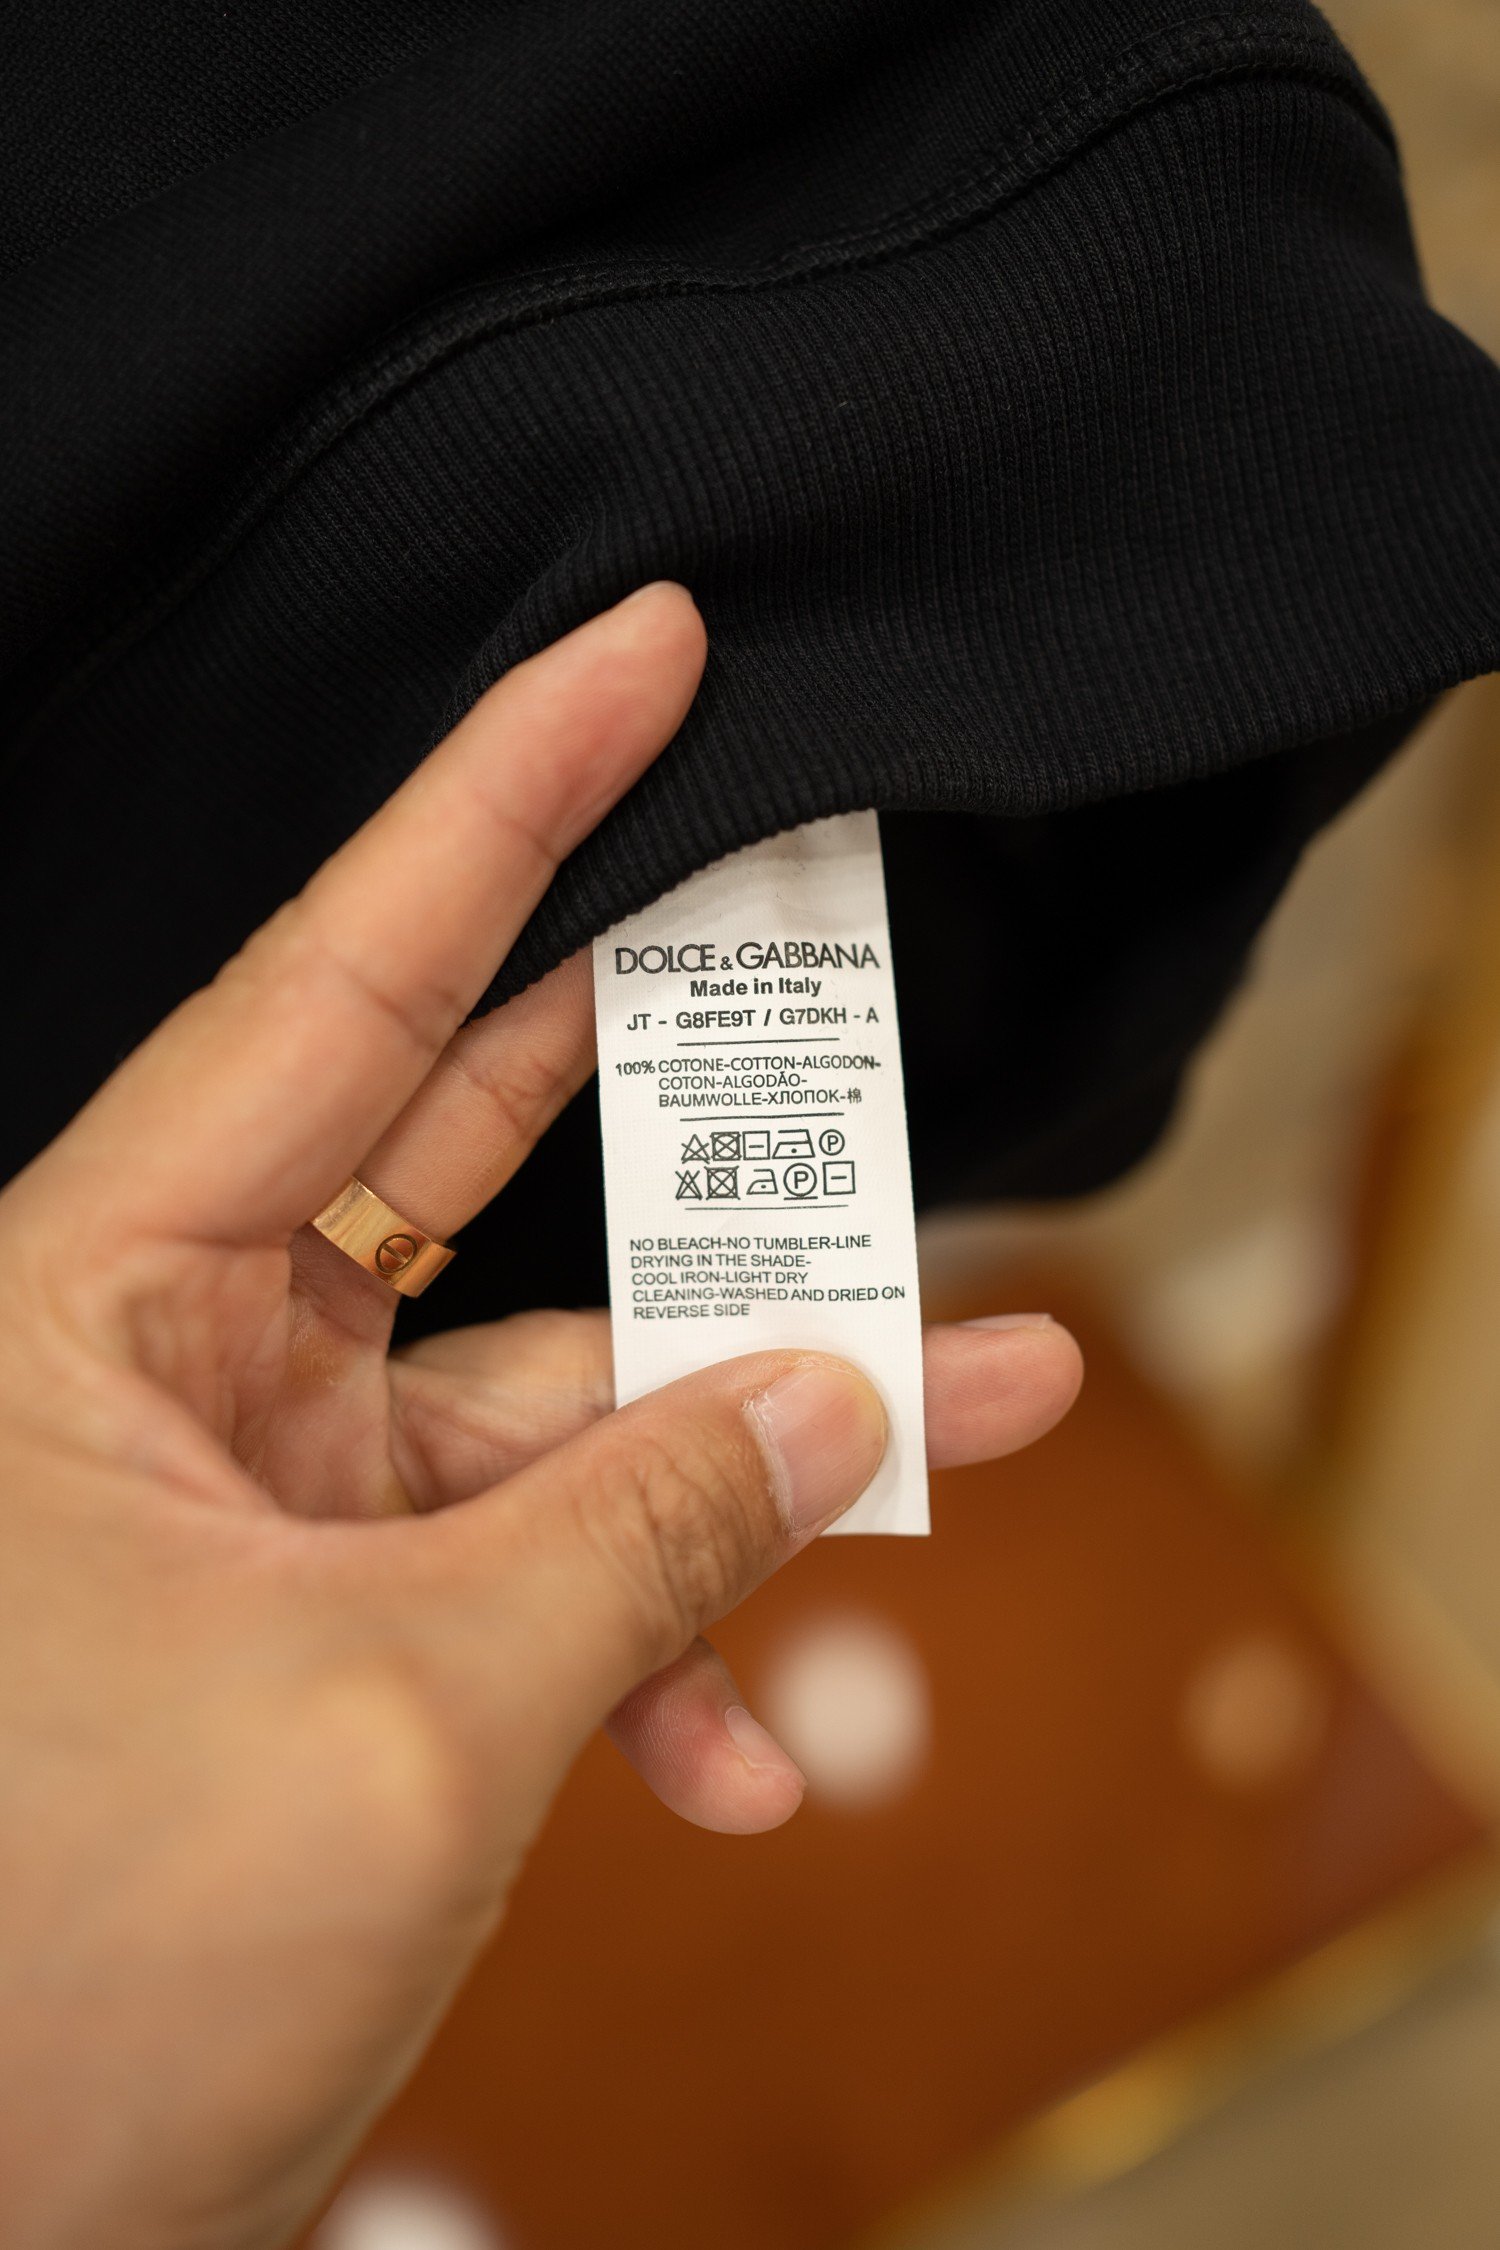 DOLCE & GABBANA
Made in Italy
JT - G8FE9T / G7DKH - A
100% COTONE-COTTON-ALGODON-
COTON-ALGODÃO-
BAUMWOLLE-ХЛОПОК-棉
P
P
NO BLEACH-NO TUMBLER-LINE
DRYING IN THE SHADE-
COOL IRON-LIGHT DRY
CLEANING-WASHED AND DRIED ON
REVERSE SIDE